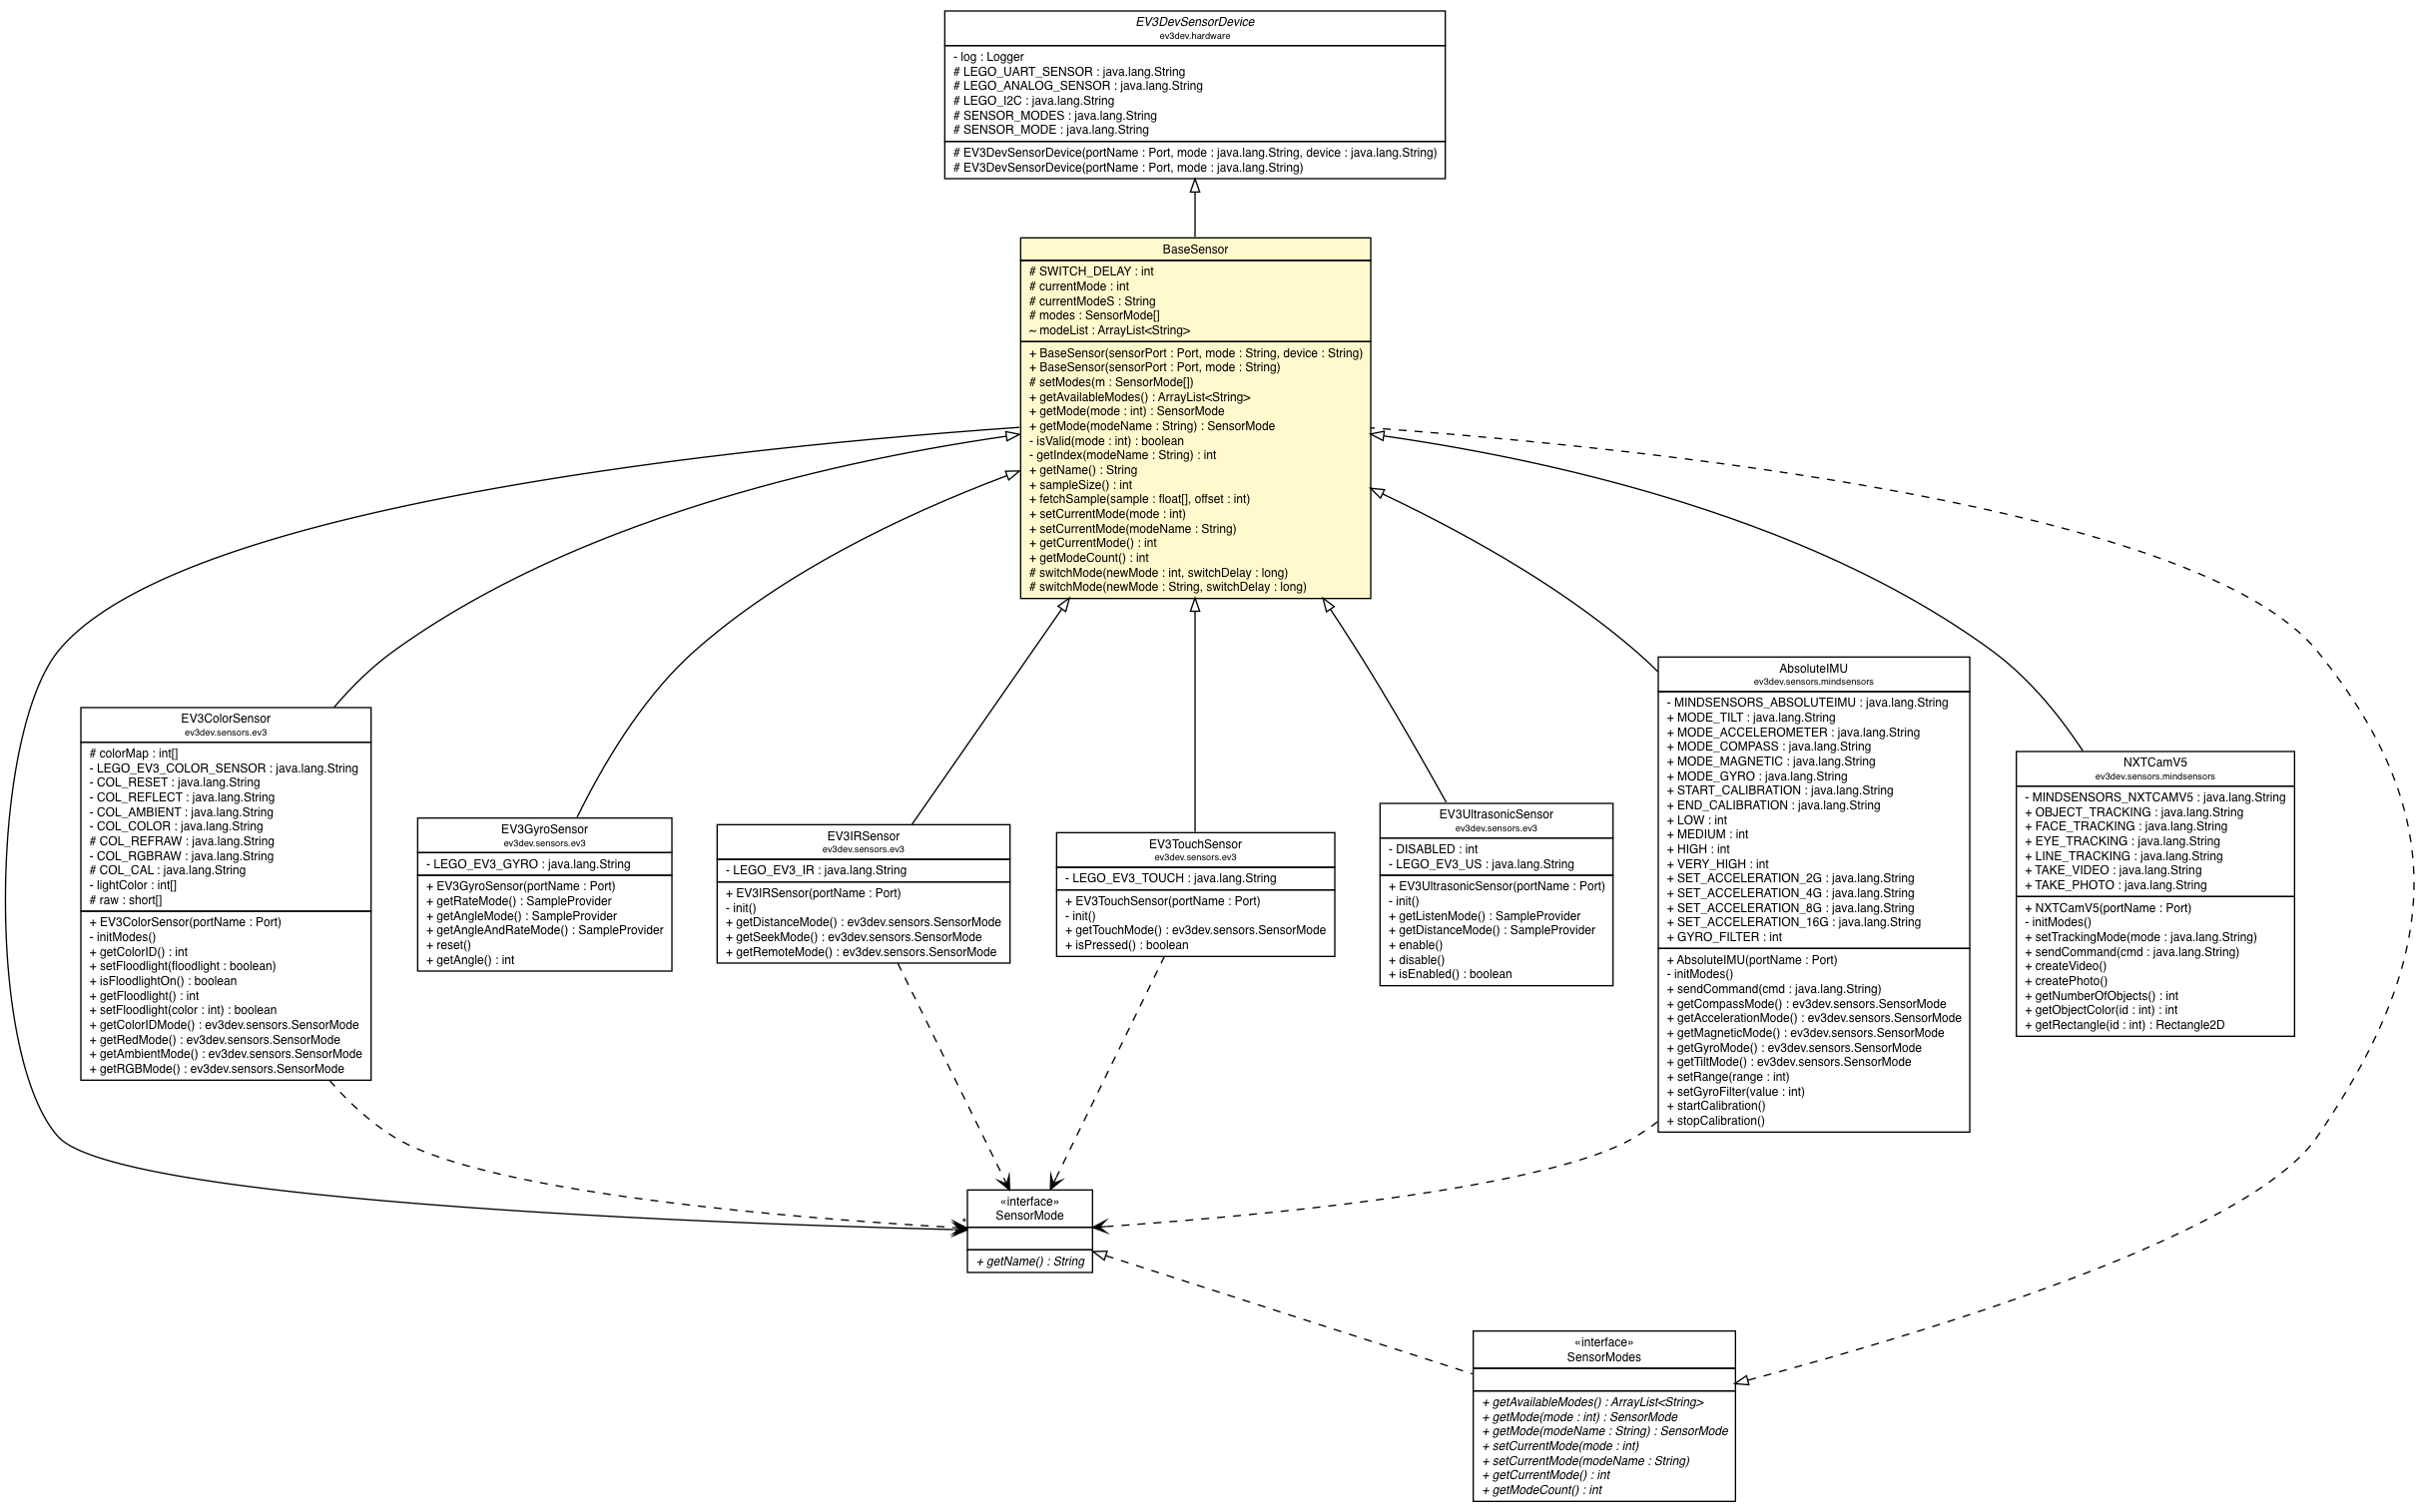 EV3DevSensorDevice
ev3dev.hardware
- log : Logger
# LEGO_UART_SENSOR : java.lang.String
# LEGO_ANALOG_SENSOR : java.lang.String
# LEGO_I2C : java.lang.String
# SENSOR_MODES : java.lang.String
# SENSOR_MODE : java.lang.String
# EV3DevSensorDevice(portName : Port, mode : java.lang.String, device : java.lang.String)
# EV3DevSensorDevice(portName : Port, mode : java.lang.String)
BaseSensor
# SWITCH_DELAY : int
# currentMode : int
# currentModeS : String
# modes : SensorMode[]
~ modeList : ArrayList<String>
+ BaseSensor(sensorPort : Port, mode : String, device : String)
+ BaseSensor(sensorPort : Port, mode : String)
# setModes(m : SensorMode[])
+ getAvailableModes() : ArrayList<String>
+ getMode(mode : int) : SensorMode
+ getMode(modeName : String) : SensorMode
- isValid(mode : int) : boolean
- getIndex(modeName : String) : int
+ getName() : String
+ sampleSize() : int
+ fetchSample(sample : float[], offset : int)
+ setCurrentMode(mode : int)
+ setCurrentMode(modeName : String)
+ getCurrentMode() : int
+ getModeCount() : int
# switchMode(newMode : int, switchDelay : long)
# switchMode(newMode : String, switchDelay : long)
EV3ColorSensor
ev3dev.sensors.ev3
# colorMap : int[]
- LEGO_EV3_COLOR_SENSOR : java.lang.String
- COL_RESET : java.lang.String
- COL_REFLECT : java.lang.String
- COL_AMBIENT : java.lang.String
- COL_COLOR : java.lang.String
# COL_REFRAW : java.lang.String
- COL_RGBRAW : java.lang.String
# COL_CAL : java.lang.String
- lightColor : int[]
# raw : short[]
+ EV3ColorSensor(portName : Port)
- initModes()
+ getColorID() : int
+ setFloodlight(floodlight : boolean)
+ isFloodlightOn() : boolean
+ getFloodlight() : int
+ setFloodlight(color : int) : boolean
+ getColorIDMode() : ev3dev.sensors.SensorMode
+ getRedMode() : ev3dev.sensors.SensorMode
+ getAmbientMode() : ev3dev.sensors.SensorMode
+ getRGBMode() : ev3dev.sensors.SensorMode
EV3GyroSensor
ev3dev.sensors.ev3
- LEGO_EV3_GYRO : java.lang.String
+ EV3GyroSensor(portName : Port)
+ getRateMode() : SampleProvider
+ getAngleMode() : SampleProvider
+ getAngleAndRateMode() : SampleProvider
+ reset()
+ getAngle() : int
EV3IRSensor
ev3dev.sensors.ev3
- LEGO_EV3_IR : java.lang.String
+ EV3IRSensor(portName : Port)
- init()
+ getDistanceMode() : ev3dev.sensors.SensorMode
+ getSeekMode() : ev3dev.sensors.SensorMode
+ getRemoteMode() : ev3dev.sensors.SensorMode
EV3TouchSensor
ev3dev.sensors.ev3
- LEGO_EV3_TOUCH : java.lang.String
+ EV3TouchSensor(portName : Port)
- init()
+ getTouchMode() : ev3dev.sensors.SensorMode
+ isPressed() : boolean
EV3UltrasonicSensor
ev3dev.sensors.ev3
- DISABLED : int
- LEGO_EV3_US : java.lang.String
+ EV3UltrasonicSensor(portName : Port)
- init()
+ getListenMode() : SampleProvider
+ getDistanceMode() : SampleProvider
+ enable()
+ disable()
+ isEnabled() : boolean
AbsoluteIMU
ev3dev.sensors.mindsensors
- MINDSENSORS_ABSOLUTEIMU : java.lang.String
+ MODE_TILT : java.lang.String
+ MODE_ACCELEROMETER : java.lang.String
+ MODE_COMPASS : java.lang.String
+ MODE_MAGNETIC : java.lang.String
+ MODE_GYRO : java.lang.String
+ START_CALIBRATION : java.lang.String
+ END_CALIBRATION : java.lang.String
+ LOW : int
+ MEDIUM : int
+ HIGH : int
+ VERY_HIGH : int
+ SET_ACCELERATION_2G : java.lang.String
+ SET_ACCELERATION_4G : java.lang.String
+ SET_ACCELERATION_8G : java.lang.String
+ SET_ACCELERATION_16G : java.lang.String
+ GYRO_FILTER : int
+ AbsoluteIMU(portName : Port)
- initModes()
+ sendCommand(cmd : java.lang.String)
+ getCompassMode() : ev3dev.sensors.SensorMode
+ getAccelerationMode() : ev3dev.sensors.SensorMode
+ getMagneticMode() : ev3dev.sensors.SensorMode
+ getGyroMode() : ev3dev.sensors.SensorMode
+ getTiltMode() : ev3dev.sensors.SensorMode
+ setRange(range : int)
+ setGyroFilter(value : int)
+ startCalibration()
+ stopCalibration()
NXTCamV5
ev3dev.sensors.mindsensors
- MINDSENSORS_NXTCAMV5 : java.lang.String
+ OBJECT_TRACKING : java.lang.String
+ FACE_TRACKING : java.lang.String
+ EYE_TRACKING : java.lang.String
+ LINE_TRACKING : java.lang.String
+ TAKE_VIDEO : java.lang.String
+ TAKE_PHOTO : java.lang.String
+ NXTCamV5(portName : Port)
- initModes()
+ setTrackingMode(mode : java.lang.String)
+ sendCommand(cmd : java.lang.String)
+ createVideo()
+ createPhoto()
+ getNumberOfObjects() : int
+ getObjectColor(id : int) : int
+ getRectangle(id : int) : Rectangle2D
*
«interface»
SensorMode
+ getName() : String
«interface»
SensorModes
+ getAvailableModes() : ArrayList<String>
+ getMode(mode : int) : SensorMode
+ getMode(modeName : String) : SensorMode
+ setCurrentMode(mode : int)
+ setCurrentMode(modeName : String)
+ getCurrentMode() : int
+ getModeCount() : int